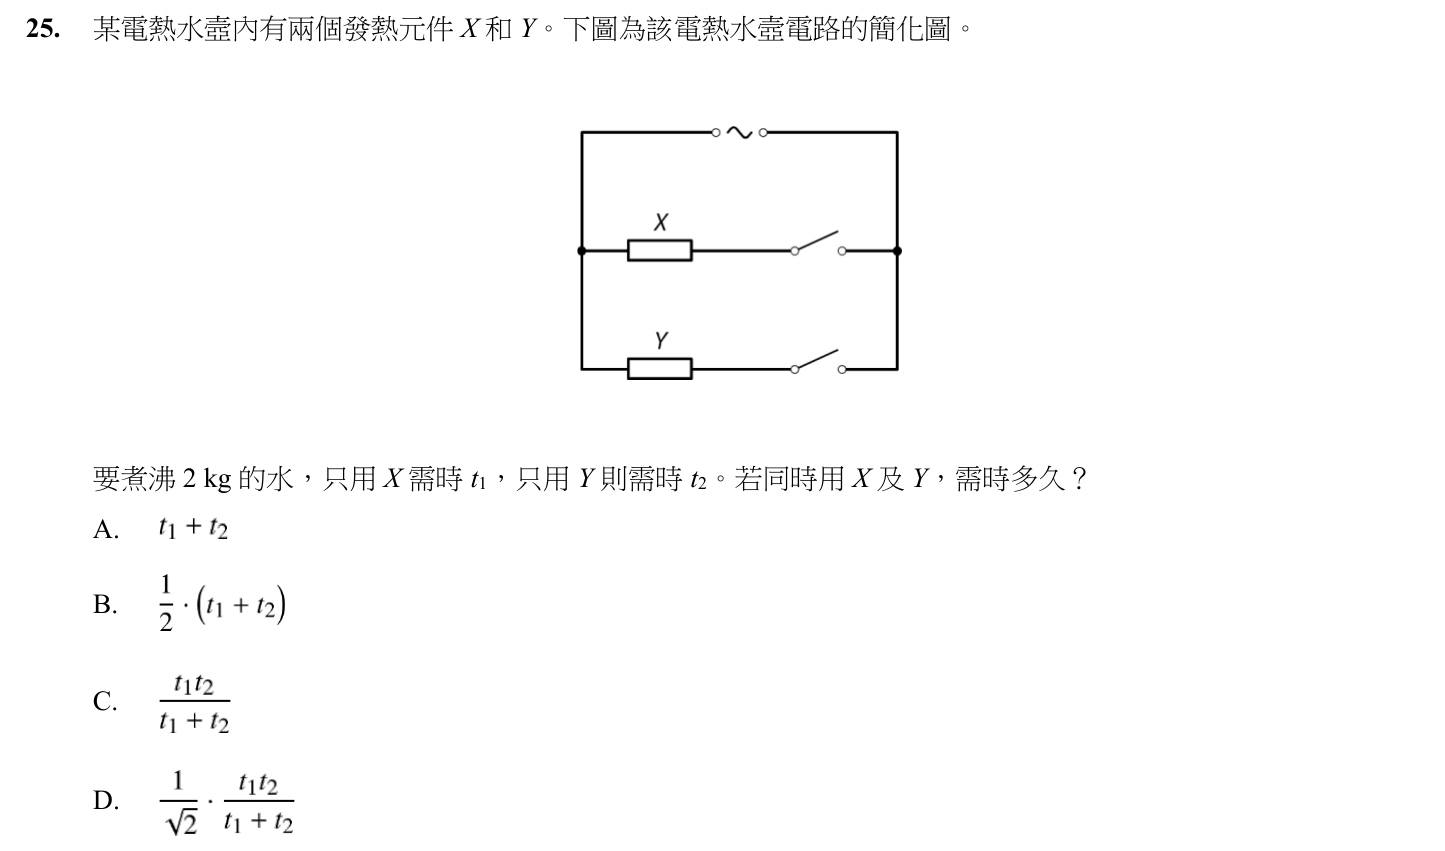 25. 某電熱水壺內有兩個發熱元件 X 和 Y。下圖為該電熱水壺電路的簡化圖。
X
Y
要煮沸 2 kg 的水，只用 X 需時 t₁，只用 Y 則需時 t₂。若同時用 X 及 Y，需時多久？
A. t₁ + t₂
B. 1/2 · (t₁ + t₂)
C. t₁t₂/(t₁ + t₂)
D. 1/√2 · t₁t₂/(t₁ + t₂)